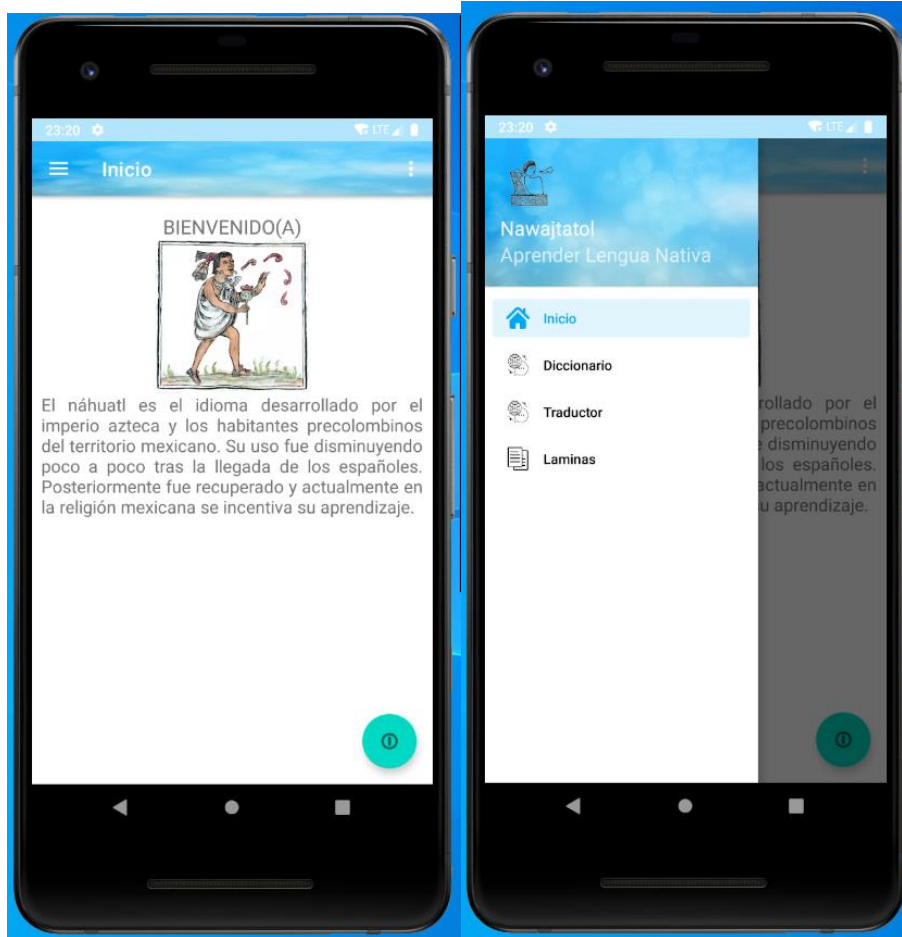 23:20
LTE
Inicio
BIENVENIDO(A)
El náhuatl es el idioma desarrollado por el
imperio azteca y los habitantes precolombinos
del territorio mexicano. Su uso fue disminuyendo
poco a poco tras la llegada de los españoles.
Posteriormente fue recuperado y actualmente en
la religión mexicana se incentiva su aprendizaje.
23:20
LTE
Nawajtatol
Aprender Lengua Nativa
Inicio
Diccionario
Traductor
Laminas
rollado por el
precolombinos
disminuyendo
los españoles.
actualmente en
u aprendizaje.